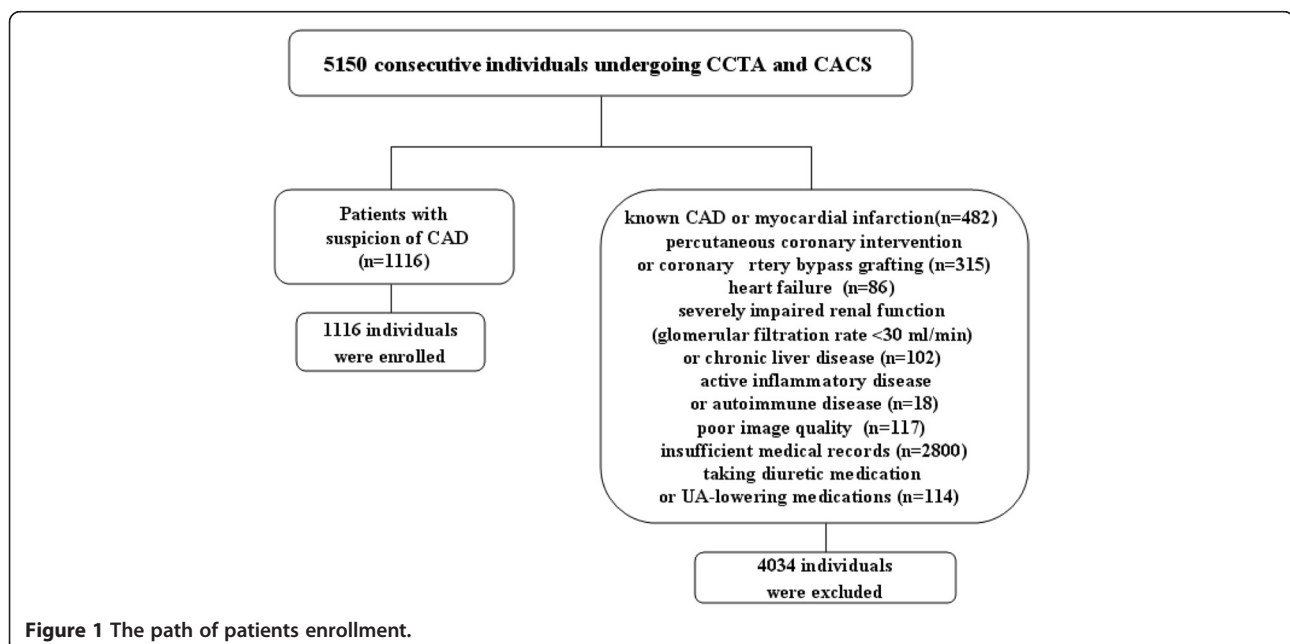 5150 consecutive individuals undergoing CCTA and CACS
Patients with
suspicion of CAD
(n=1116)
1116 individuals
were enrolled
known CAD or myocardial infarction(n=482)
percutaneous coronary intervention
or coronary rtery bypass grafting (n=315)
heart failure (n=86)
severely impaired renal function
(glomerular filtration rate <30 ml/min)
or chronic liver disease (n=102)
active inflammatory disease
or autoimmune disease (n=18)
poor image quality (n=117)
insufficient medical records (n=2800)
taking diuretic medication
or UA-lowering medications (n=114)
4034 individuals
were excluded
Figure 1 The path of patients enrollment.